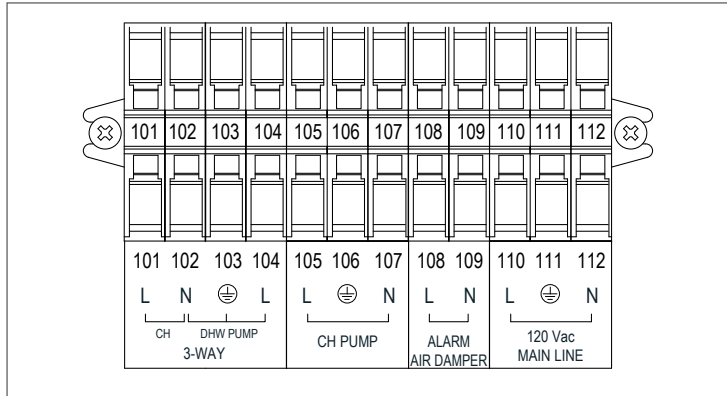 101 102 103 104 105 106 107 108 109 110 111 112
101 102 103 104 105 106 107 108 109 110 111 112
L N L L N L N L N
CH DHW PUMP
3-WAY
CH PUMP
ALARM
AIR DAMPER
120 Vac
MAIN LINE